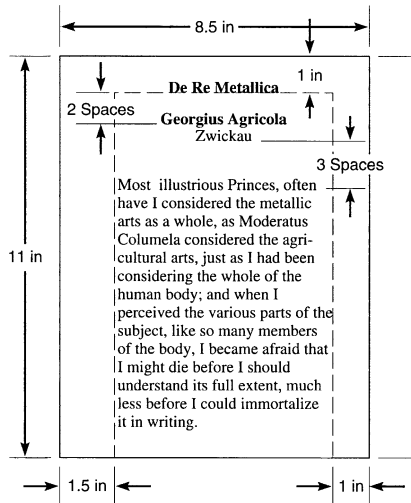 8.5 in
1 in
De Re Metallica
2 Spaces
Georgius Agricola
Zwickau
3 Spaces
Most illustrious Princes, often
have I considered the metallic
arts as a whole, as Moderatus
Columela considered the agri-
cultural arts, just as I had been
considering the whole of the
human body; and when I
perceived the various parts of the
subject, like so many members
of the body, I became afraid that
I might die before I should
understand its full extent, much
less before I could immortalize
it in writing.
11 in
1.5 in
1 in